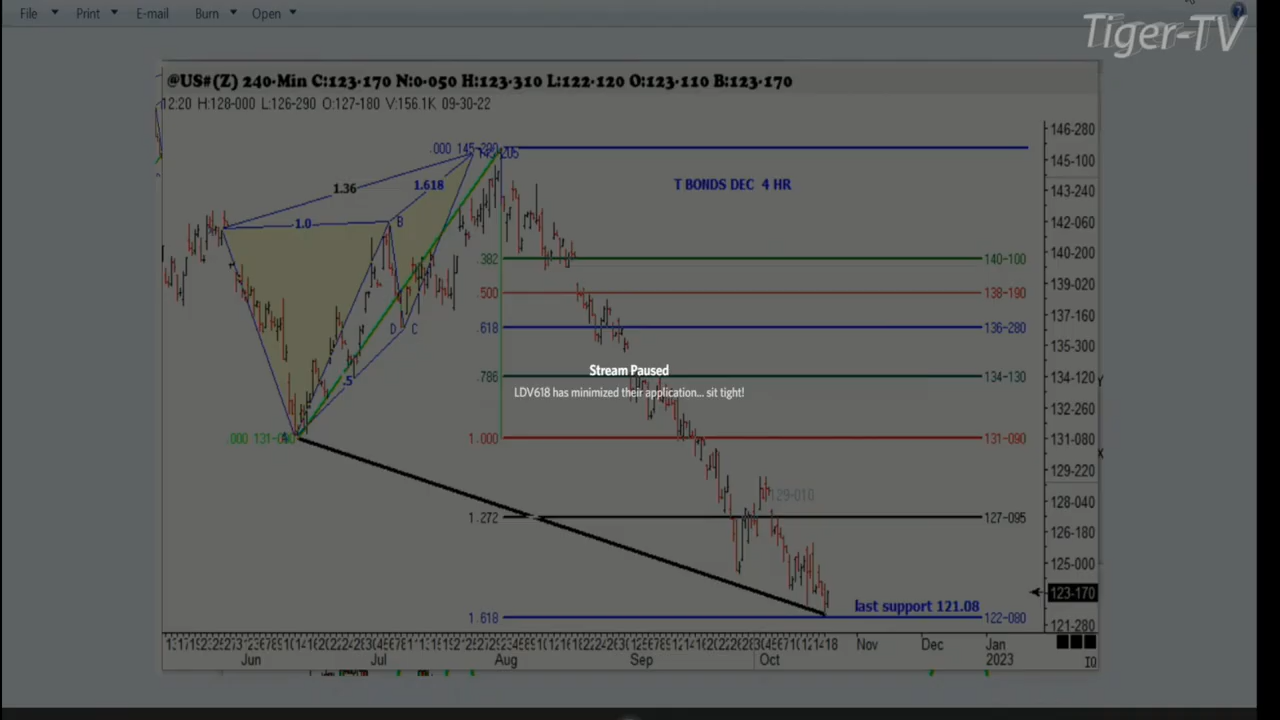 File Print E-mail Burn Open
Tiger-TV
@US#(Z) 240-Min C:123-170 N:0-050 H:123-310 L:122-120 O:123-110 B:123-170
12:20 H:128-000 L:126-290 O:127-180 V:156.1K 09-30-22
146-280
145-100
143-240
142-060
140-200
139-020
137-160
135-300
134-120
132-260
131-080
129-220
128-040
126-180
125-000
123-170
121-280
T BONDS DEC 4 HR
1.36
1.618
1.0
B
D C
.5
.382 140-100
.500 138-190
.618 136-280
.786 134-130
1.000 131-090
129-010
1.272 127-095
last support 121.08
1.618 122-080
Stream Paused
LDV618 has minimized their application... sit tight!
Jun Jul Aug Sep Oct Nov Dec Jan
2023